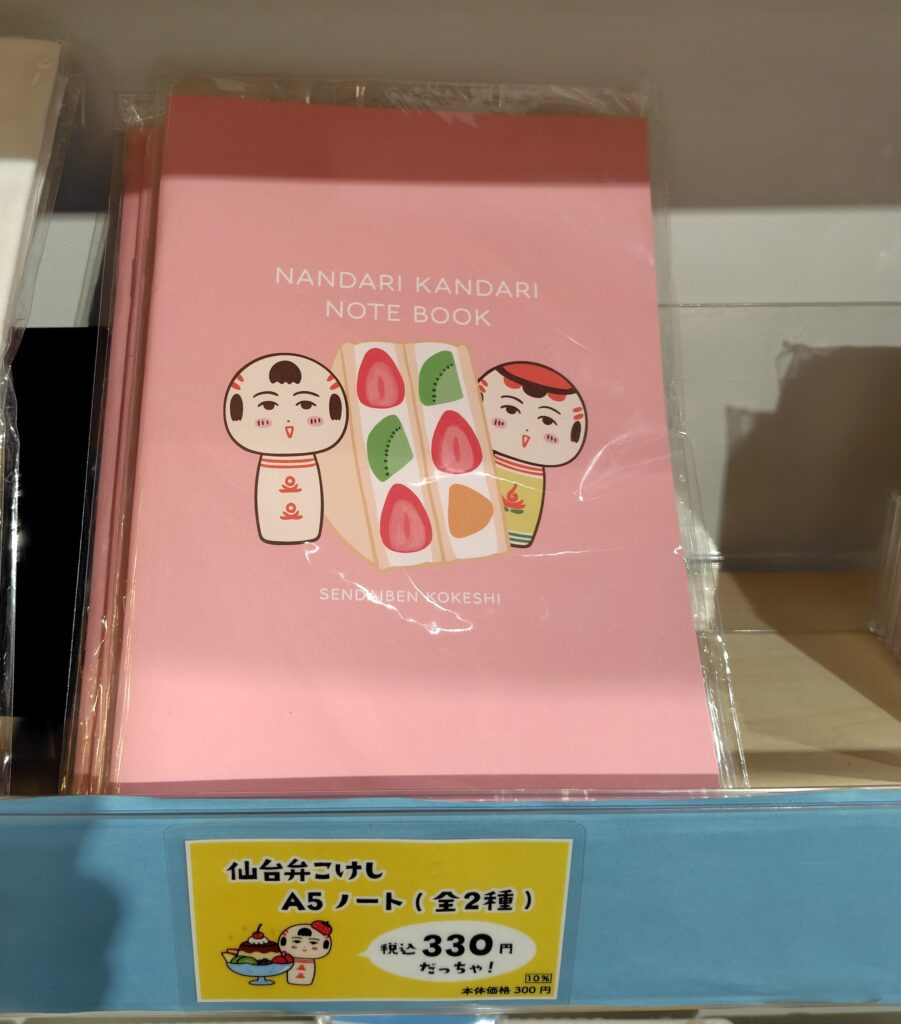 NANDARI KANDARI
NOTE BOOK
SENDAIBEN KOKESHI
仙台弁こけし
A5 ノート ( 全2種 )
税込 330 円
だっちゃ!
10%
本体価格 300 円